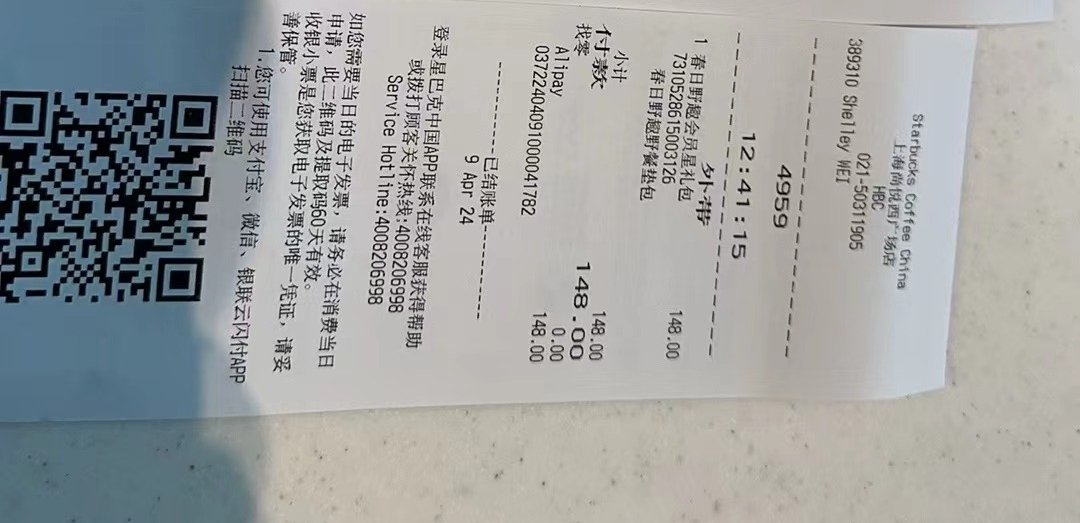 Starbucks Coffee China
上海尚悦西广场店
HBC
021-50311905
389310 Shelley WEI
4959
12:41:15
外带
1 春日野趣会员星礼包 148.00
7310528615003126
春日野趣野餐垫包
小计 148.00
付款 148.00
找零 0.00
Alipay 148.00
0372240409100000041782
已结账单
9 Apr 24
登录星巴克中国APP联系在线客服获得帮助
或拨打顾客关怀热线:4008206998
Service Hotline:4008206998
如您需要当日的电子发票，请务必在消费当日
申请，此二维码及提取码60天有效。
收银小票是您获取电子发票的唯一凭证，请妥
善保管。
1.您可使用支付宝、微信、银联云闪付APP
扫描二维码